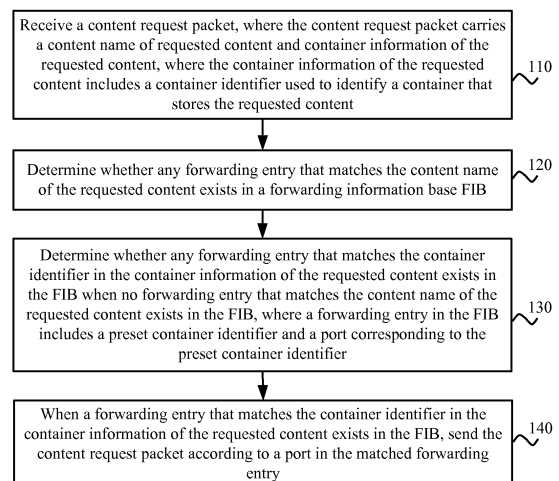 Receive a content request packet, where the content request packet carries
a content name of requested content and container information of the
requested content, where the container information of the requested
content includes a container identifier used to identify a container that
stores the requested content
110
Determine whether any forwarding entry that matches the content name
of the requested content exists in a forwarding information base FIB
120
Determine whether any forwarding entry that matches the container
identifier in the container information of the requested content exists in
the FIB when no forwarding entry that matches the content name of the
requested content exists in the FIB, where a forwarding entry in the FIB
includes a preset container identifier and a port corresponding to the
preset container identifier
130
When a forwarding entry that matches the container identifier in the
container information of the requested content exists in the FIB, send the
content request packet according to a port in the matched forwarding
entry
140